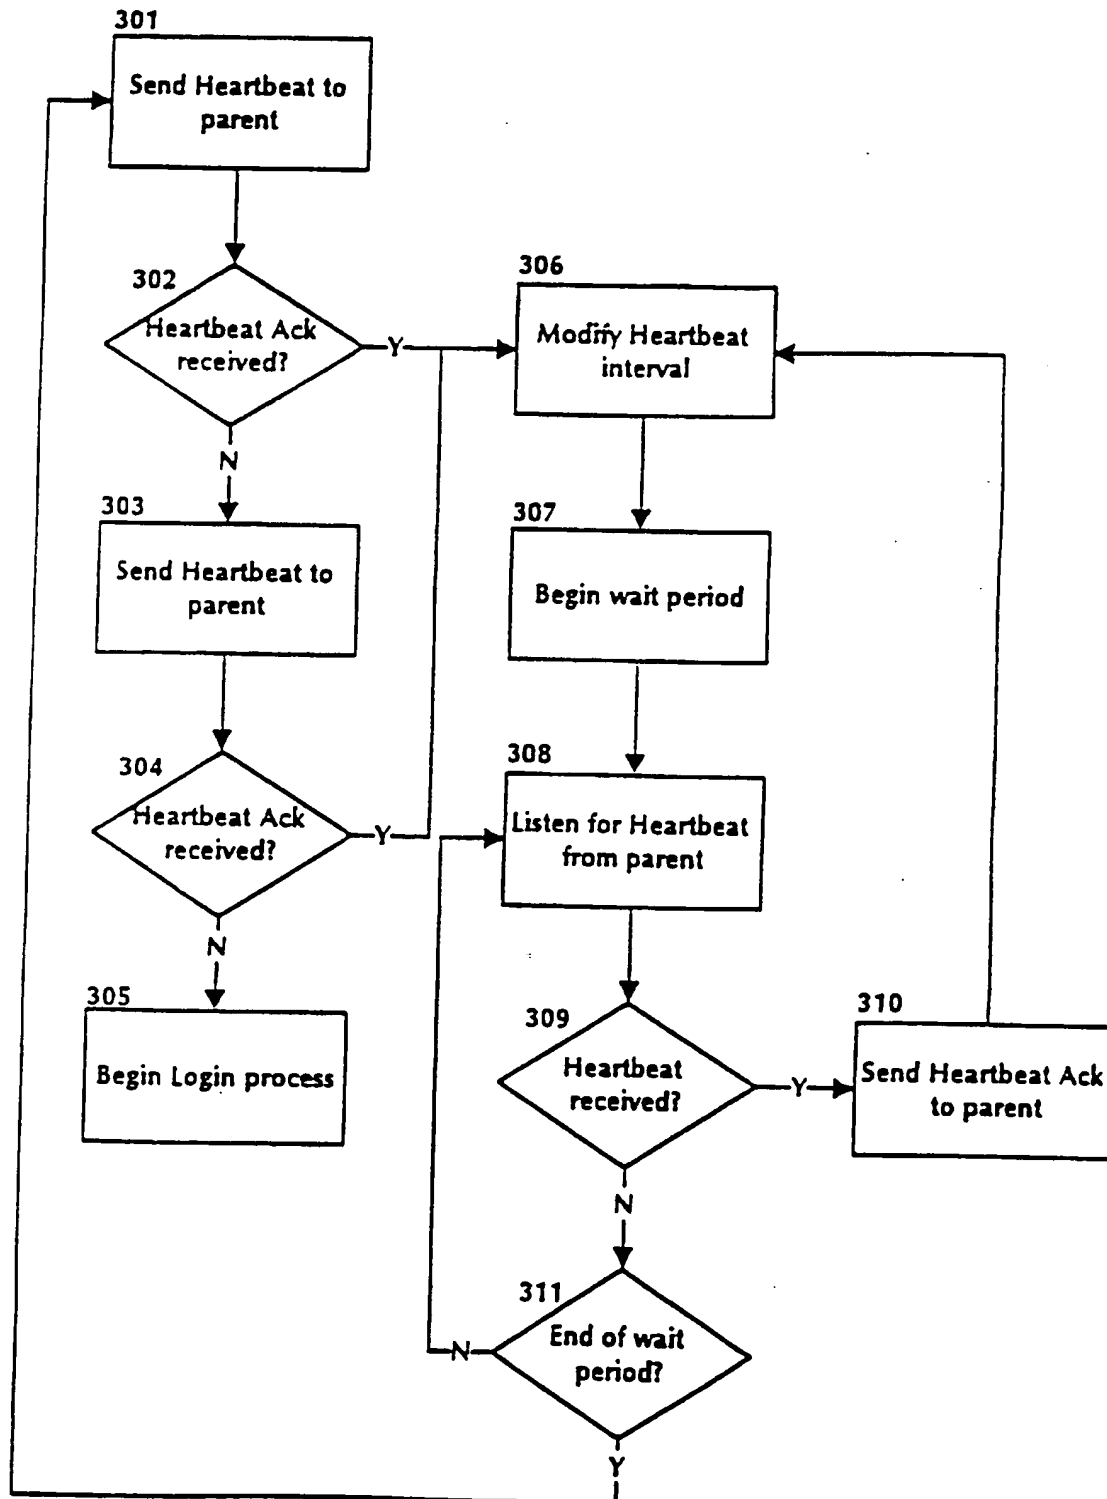 301
Send Heartbeat to
parent
302
Heartbeat Ack
received?
Y
N
303
Send Heartbeat to
parent
304
Heartbeat Ack
received?
Y
N
305
Begin Login process
306
Modify Heartbeat
interval
307
Begin wait period
308
Listen for Heartbeat
from parent
309
Heartbeat
received?
Y
N
310
Send Heartbeat Ack
to parent
311
End of wait
period?
N
Y